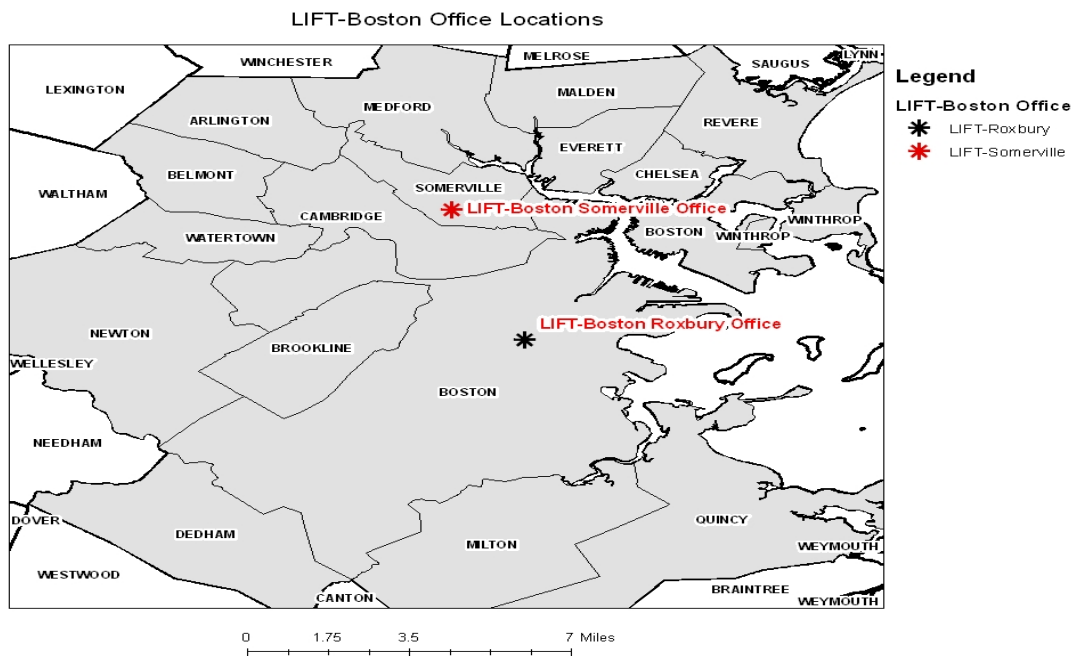 LIFT-Boston Office Locations
WINCHESTER
MELROSE
SAUGUS
LYNN
LEXINGTON
MALDEN
MEDFORD
ARLINGTON
REVERE
EVERETT
BELMONT
CHELSEA
SOMERVILLE
WALTHAM
LIFT-Boston Somerville Office
CAMBRIDGE
WINTHROP
WATERTOWN
BOSTON
WINTHROP
LIFT-Boston Roxbury Office
NEWTON
BROOKLINE
WELLESLEY
BOSTON
NEEDHAM
DOVER
QUINCY
DEDHAM
MILTON
WEYMOUTH
WESTWOOD
BRAINTREE
CANTON
WEYMOUTH
Legend
LIFT-Boston Office
LIFT-Roxbury
LIFT-Somerville
0 1.75 3.5 7 Miles